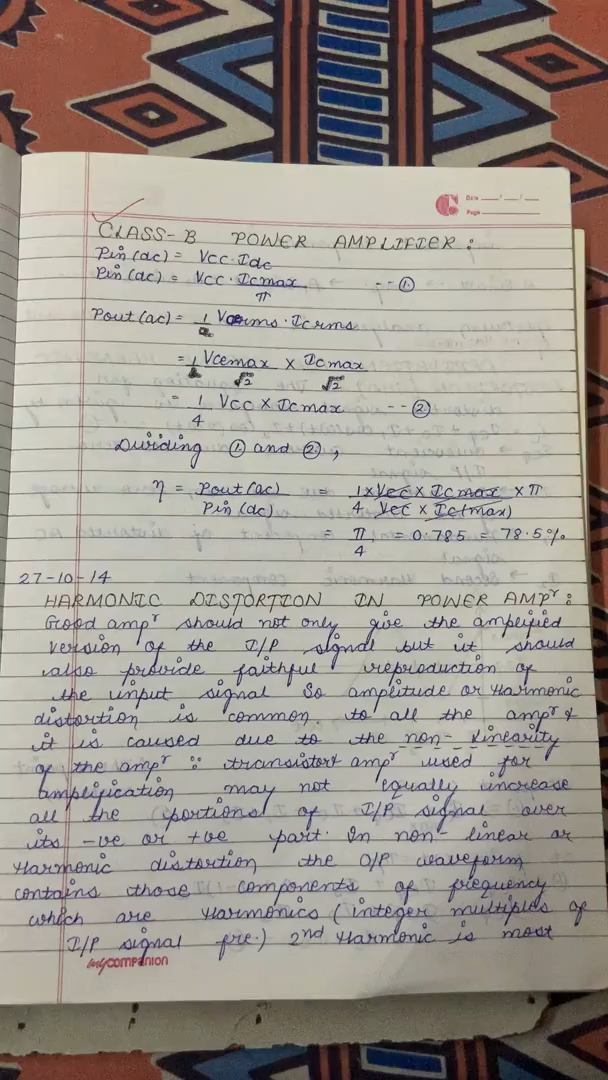 Date __/__/__
Page
CLASS-B POWER AMPLIFIER :
Pin (dc) = Vcc · Idc
Pin (dc) = Vcc · Icmax / π -- ①
Pout (ac) = Vcerms · Icrms
= Vcemax / √2 × Icmax / √2
= 1/4 Vcc × Icmax -- ②
Dividing ① and ②,
η = Pout (ac) / Pin (dc) = 1 × Vcc × Icmax × π / 4 Vcc × Ic(max)
= π/4 = 0.785 = 78.5%
27-10-14
HARMONIC DISTORTION IN POWER AMPr :
Good ampr should not only give the amplified
version of the I/P signal but it should
also provide faithful reproduction of
the input signal So amplitude or Harmonic
distortion is common to all the ampr &
it is caused due to the non-linearity
of the ampr ∵ transistor ampr used for
amplification may not equally increase
all the portions of I/P signal over
its -ve or +ve part. In non-linear or
Harmonic distortion the O/P waveform
contains those components of frequency
which are Harmonics (integer multiples of
I/P signal fre.) 2nd Harmonic is most
mycompanion